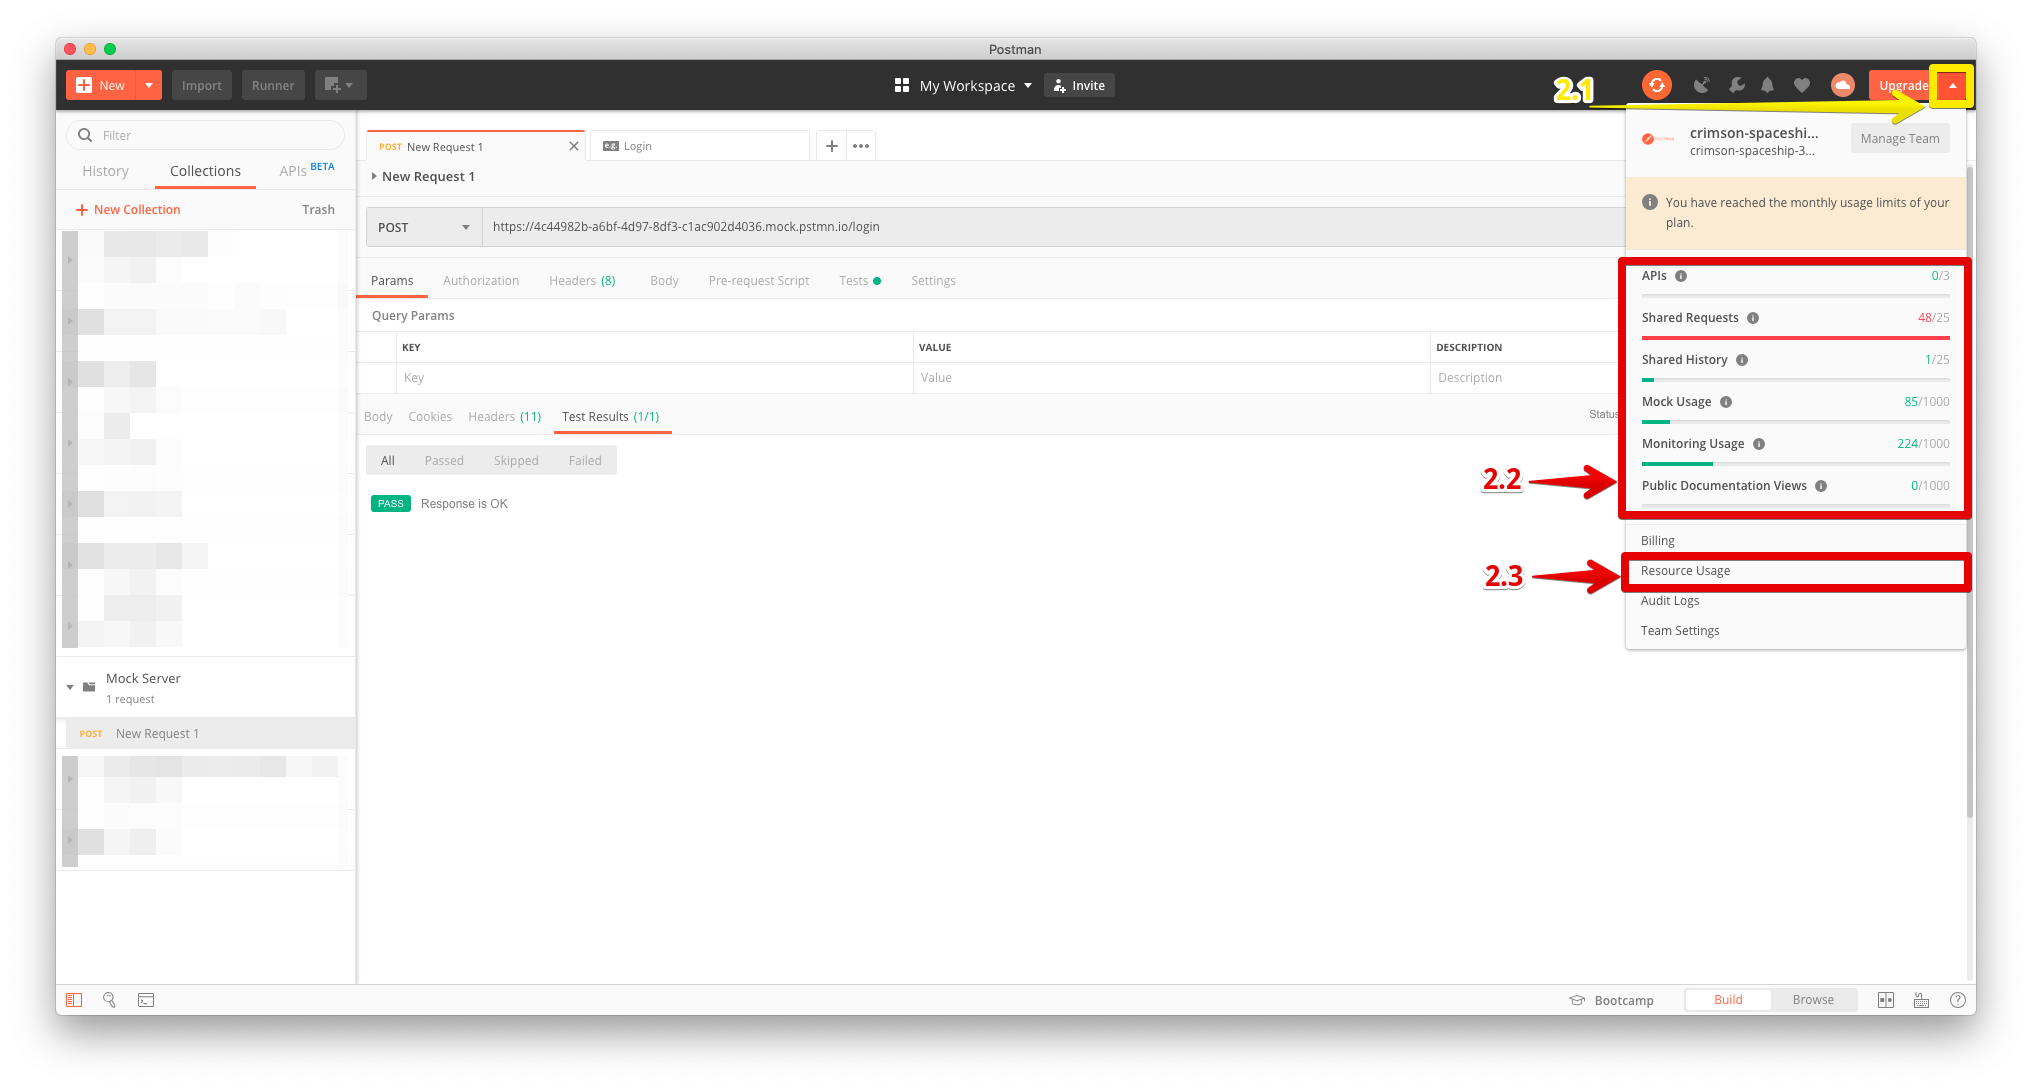 Postman
New
Import
Runner
My Workspace
Invite
2.1
Upgrade
Filter
History
Collections
APIs BETA
New Collection
Trash
Mock Server
1 request
POST New Request 1
POST New Request 1
e.g. Login
New Request 1
POST
https://4c44982b-a6bf-4d97-8df3-c1ac902d4036.mock.pstmn.io/login
Params
Authorization
Headers (8)
Body
Pre-request Script
Tests
Settings
Query Params
KEY
VALUE
DESCRIPTION
Key
Value
Description
Body
Cookies
Headers (11)
Test Results (1/1)
Status
All
Passed
Skipped
Failed
PASS Response is OK
crimson-spaceshi...
crimson-spaceship-3...
Manage Team
You have reached the monthly usage limits of your
plan.
APIs 0/3
Shared Requests 48/25
Shared History 1/25
Mock Usage 85/1000
Monitoring Usage 224/1000
2.2
Public Documentation Views 0/1000
Billing
2.3
Resource Usage
Audit Logs
Team Settings
Bootcamp
Build
Browse